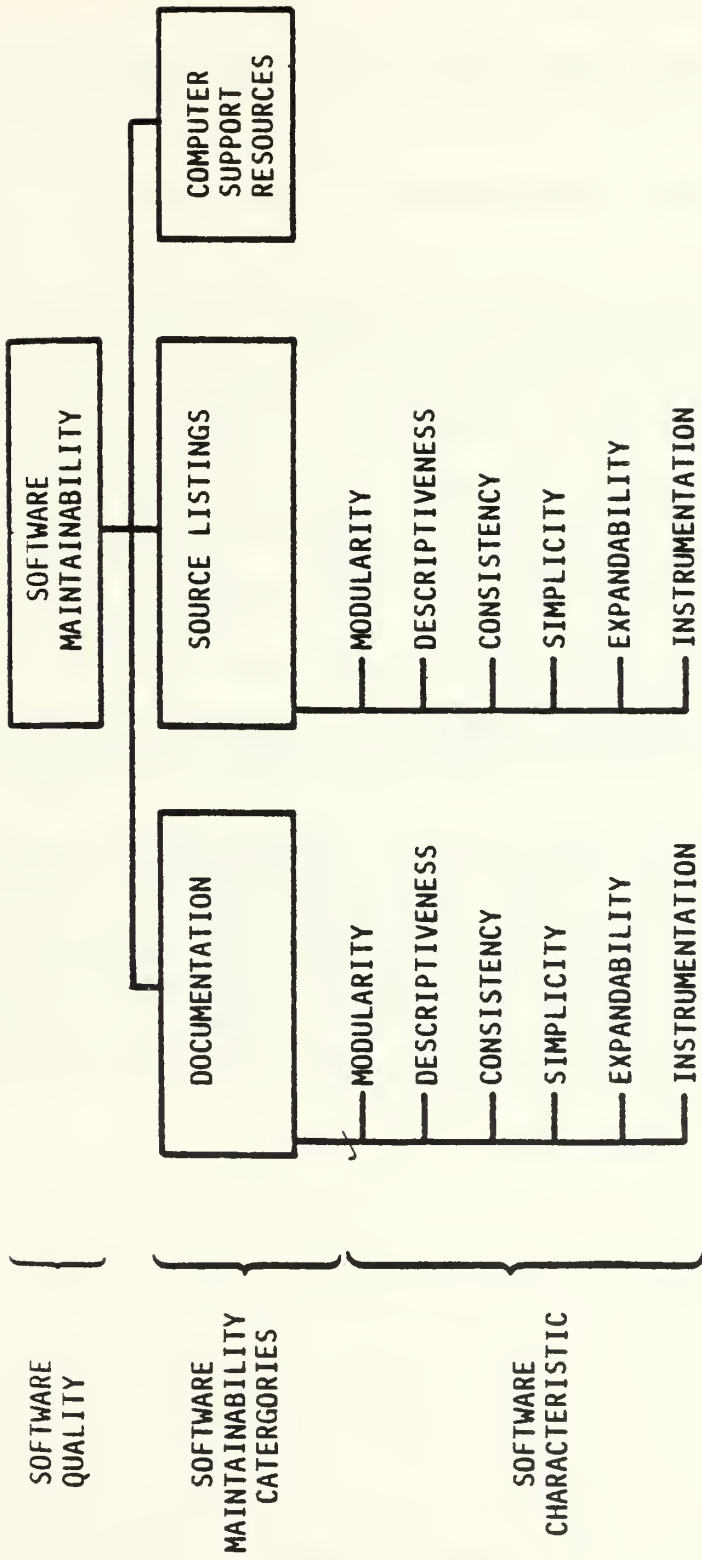 SOFTWARE
QUALITY
SOFTWARE
MAINTAINABILITY
SOFTWARE
MAINTAINABILITY
CATERGORIES
DOCUMENTATION
SOURCE LISTINGS
COMPUTER
SUPPORT
RESOURCES
SOFTWARE
CHARACTERISTIC
MODULARITY
DESCRIPTIVENESS
CONSISTENCY
SIMPLICITY
EXPANDABILITY
INSTRUMENTATION
MODULARITY
DESCRIPTIVENESS
CONSISTENCY
SIMPLICITY
EXPANDABILITY
INSTRUMENTATION